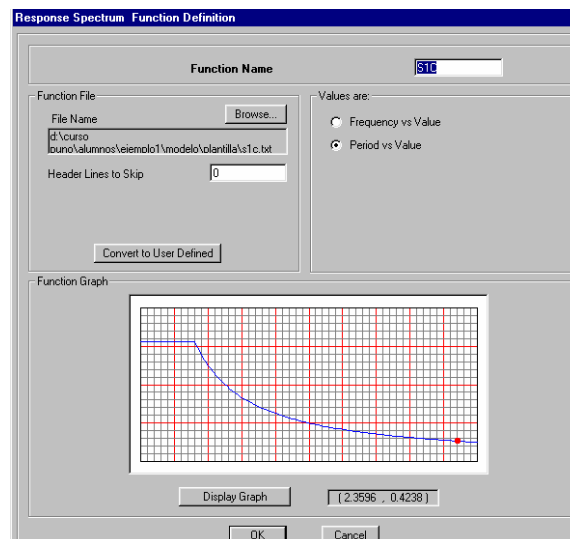 Response Spectrum Function Definition
Function Name
S1C
Function File
File Name
Browse...
d:\curso
puno\alumnos\ejemplo1\modelo\plantilla\s1c.txt
Header Lines to Skip
0
Convert to User Defined
Values are:
Frequency vs Value
Period vs Value
Function Graph
Display Graph
( 2.3596 , 0.4238 )
OK
Cancel